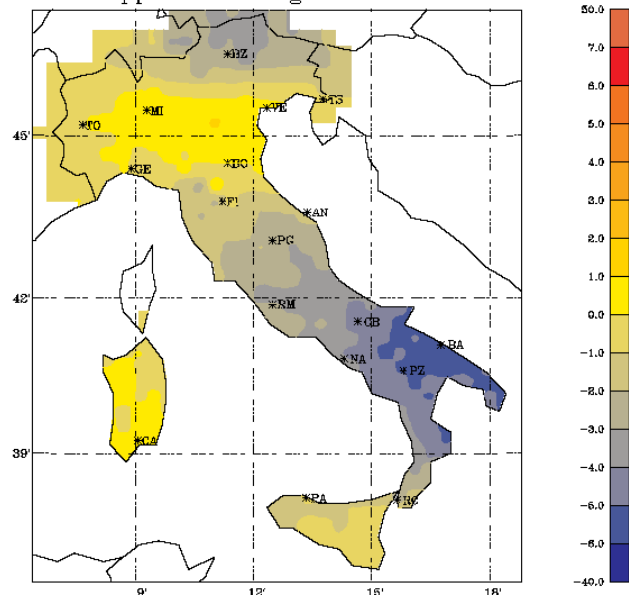 50.0
7.0
6.0
5.0
4.0
3.0
2.0
1.0
0.0
-1.0
-2.0
-3.0
-4.0
-5.0
-6.0
-40.0
BZ
TS
VE
MI
TO
45'
BO
GE
FI
AN
PG
42'
RM
CB
BA
NA
PZ
39'
CA
PA
RC
9'
12'
15'
18'